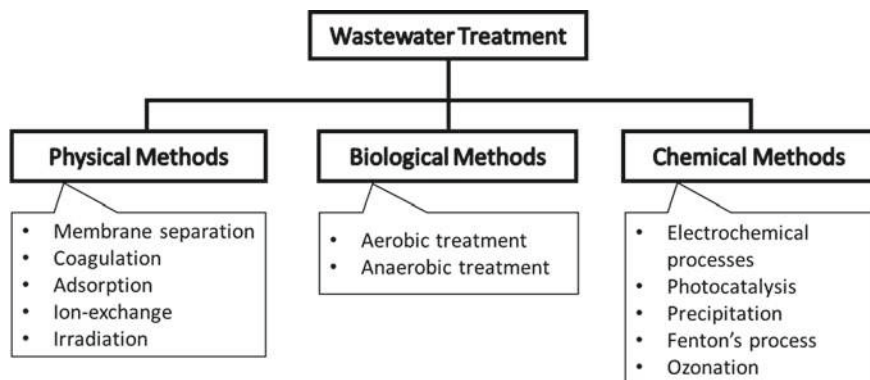 Wastewater Treatment
Physical Methods
Biological Methods
Chemical Methods
• Membrane separation
• Coagulation
• Adsorption
• Ion-exchange
• Irradiation
• Aerobic treatment
• Anaerobic treatment
• Electrochemical
processes
• Photocatalysis
• Precipitation
• Fenton's process
• Ozonation